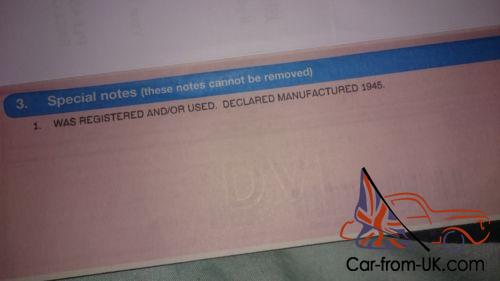 3. Special notes (these notes cannot be removed)
1. WAS REGISTERED AND/OR USED. DECLARED MANUFACTURED 1945.
Car-from-UK.com